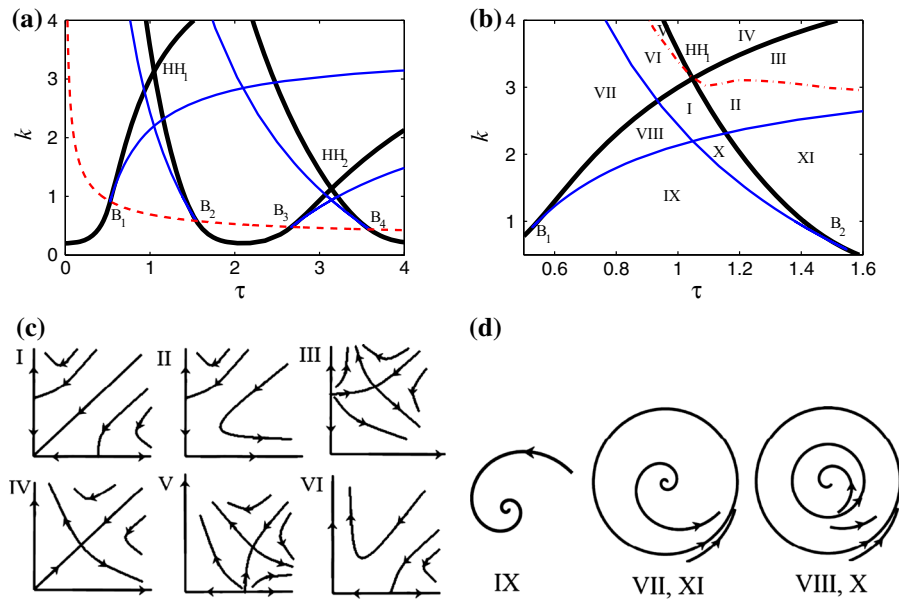 (a)
4
3
2
1
0
k
0 1 2 3 4
τ
HH1
HH2
B1
B2
B3
B4
(b)
4
3
2
1
k
0.6 0.8 1 1.2 1.4 1.6
τ
V
VI
HH1
IV
III
VII
I
II
VIII
X
XI
IX
B1
B2
(c)
I
II
III
IV
V
VI
(d)
IX
VII, XI
VIII, X